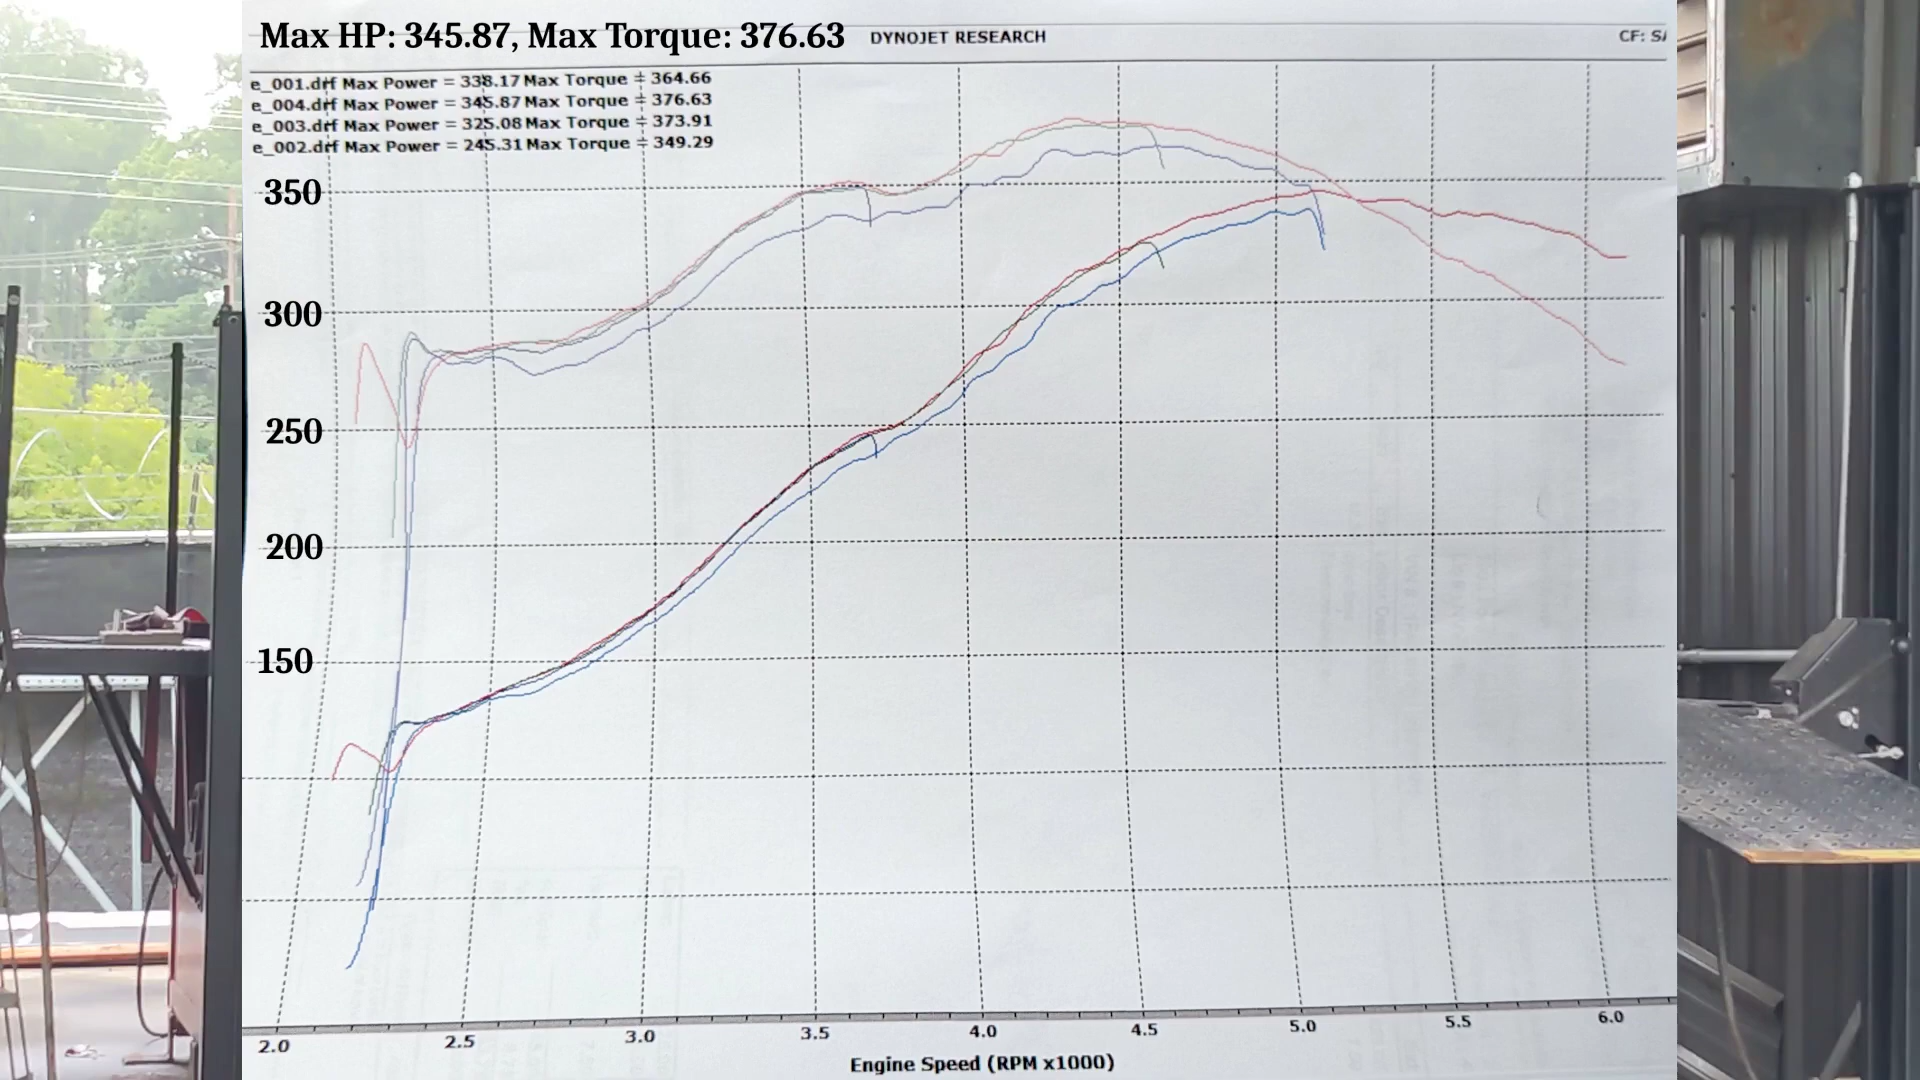 Max HP: 345.87, Max Torque: 376.63
DYNOJET RESEARCH
CF: SA
e_001.drf Max Power = 338.17 Max Torque = 364.66
e_004.drf Max Power = 345.87 Max Torque = 376.63
e_003.drf Max Power = 325.08 Max Torque = 373.91
e_002.drf Max Power = 245.31 Max Torque = 349.29
350
300
250
200
150
2.0 2.5 3.0 3.5 4.0 4.5 5.0 5.5 6.0
Engine Speed (RPM x1000)